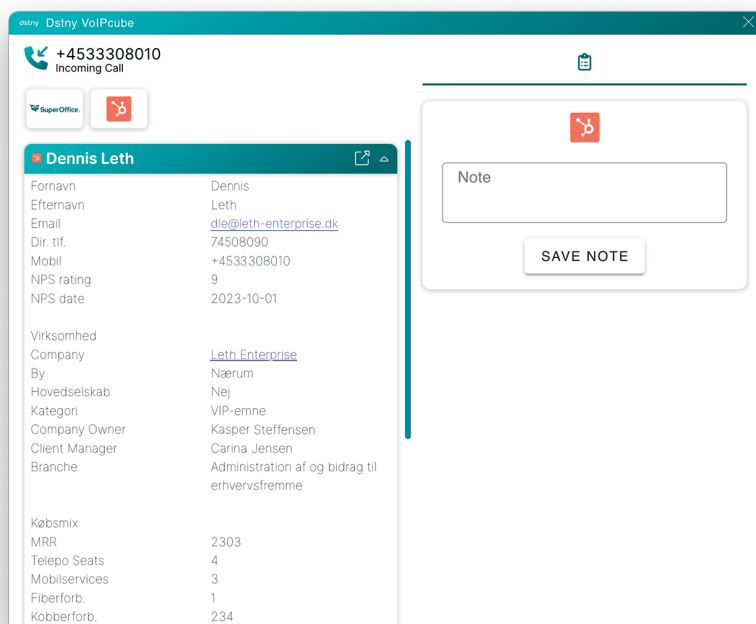 dstny Dstny VoIPcube
+4533308010
Incoming Call
SuperOffice.
Dennis Leth
Fornavn Dennis
Efternavn Leth
Email dle@leth-enterprise.dk
Dir. tlf. 74508090
Mobil +4533308010
NPS rating 9
NPS date 2023-10-01
Virksomhed
Company Leth Enterprise
By Nærum
Hovedselskab Nej
Kategori VIP-emne
Company Owner Kasper Steffensen
Client Manager Carina Jensen
Branche Administration af og bidrag til
erhvervsfremme
Købsmix
MRR 2303
Telepo Seats 4
Mobilservices 3
Fiberforb. 1
Kobberforb. 234
Note
SAVE NOTE